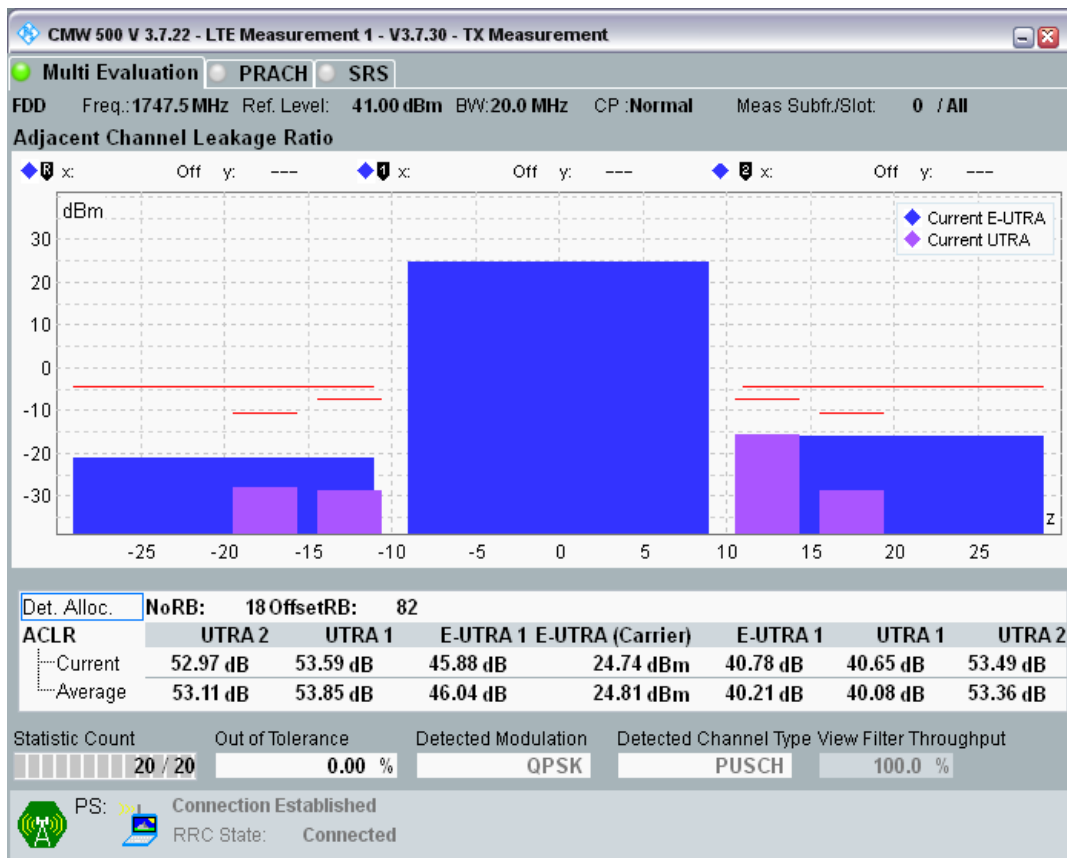 CMW 500 V 3.7.22 - LTE Measurement 1 - V3.7.30 - TX Measurement
Multi Evaluation PRACH SRS
FDD Freq.: 1747.5 MHz Ref. Level: 41.00 dBm BW: 20.0 MHz CP : Normal Meas Subfr./Slot: 0 / All
Adjacent Channel Leakage Ratio
R x: Off y: --- 1 x: Off y: --- 2 x: Off y: ---
dBm
Current E-UTRA
Current UTRA
30
20
10
0
-10
-20
-30
z
-25 -20 -15 -10 -5 0 5 10 15 20 25
Det. Alloc. NoRB: 18 OffsetRB: 82
ACLR UTRA 2 UTRA 1 E-UTRA 1 E-UTRA (Carrier) E-UTRA 1 UTRA 1 UTRA 2
Current 52.97 dB 53.59 dB 45.88 dB 24.74 dBm 40.78 dB 40.65 dB 53.49 dB
Average 53.11 dB 53.85 dB 46.04 dB 24.81 dBm 40.21 dB 40.08 dB 53.36 dB
Statistic Count Out of Tolerance Detected Modulation Detected Channel Type View Filter Throughput
20 / 20 0.00 % QPSK PUSCH 100.0 %
PS: Connection Established
RRC State: Connected